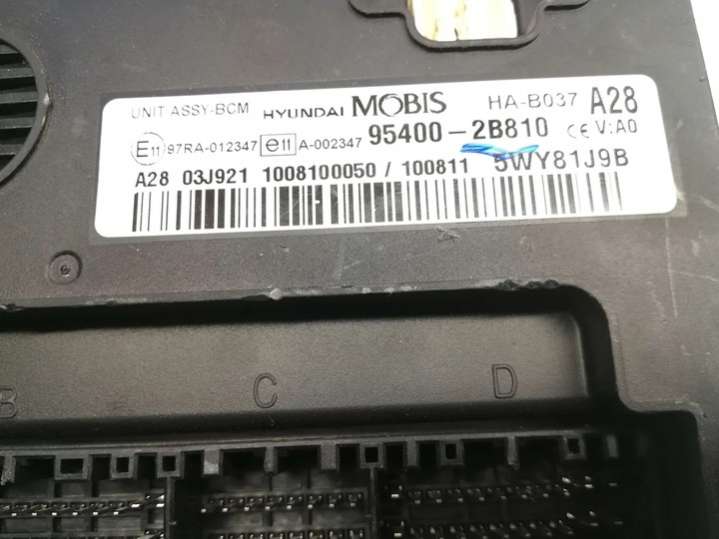 UNIT ASSY-BCM HYUNDAI MOBIS HA-B037 A28
E11 97RA-012347 e11 A-002347 95400-2B810 CE V:A0
A28 03J921 1008100050 / 100811 5WY81J9B
B C D